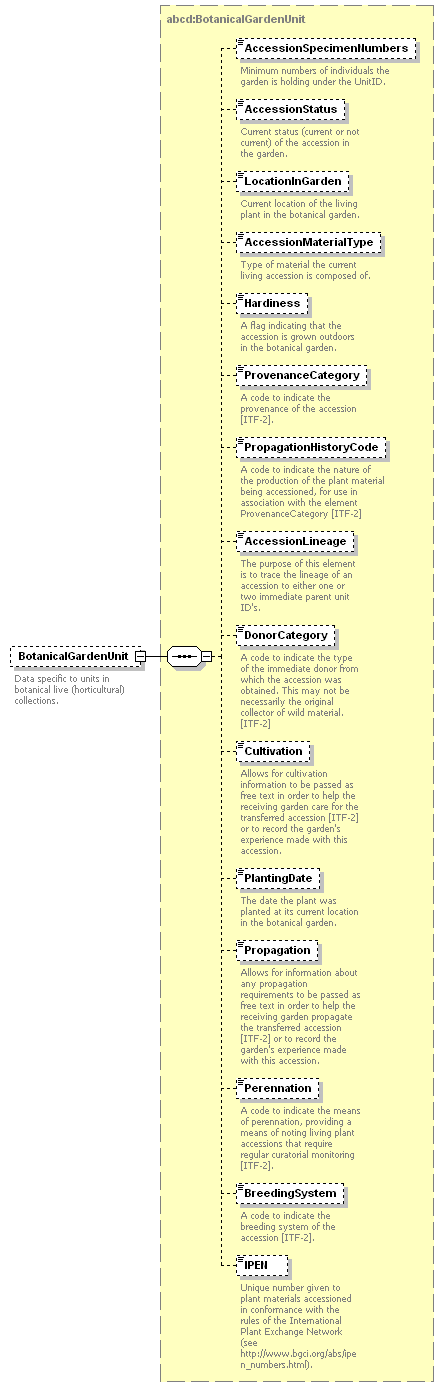 abcd:BotanicalGardenUnit
AccessionSpecimenNumbers
Minimum numbers of individuals the
garden is holding under the UnitID.
AccessionStatus
Current status (current or not
current) of the accession in
the garden.
LocationInGarden
Current location of the living
plant in the botanical garden.
AccessionMaterialType
Type of material the current
living accession is composed of.
Hardiness
A flag indicating that the
accession is grown outdoors
in the botanical garden.
ProvenanceCategory
A code to indicate the
provenance of the accession
[ITF-2].
PropagationHistoryCode
A code to indicate the nature of
the production of the plant material
being accessioned, for use in
association with the element
ProvenanceCategory [ITF-2]
AccessionLineage
The purpose of this element
is to trace the lineage of an
accession to either one or
two immediate parent unit
ID's.
BotanicalGardenUnit
Data specific to units in
botanical live (horticultural)
collections.
DonorCategory
A code to indicate the type
of the immediate donor from
which the accession was
obtained. This may not be
necessarily the original
collector of wild material.
[ITF-2]
Cultivation
Allows for cultivation
information to be passed as
free text in order to help the
receiving garden care for the
transferred accession [ITF-2]
or to record the garden's
experience made with this
accession.
PlantingDate
The date the plant was
planted at its current location
in the botanical garden.
Propagation
Allows for information about
any propagation
requirements to be passed as
free text in order to help the
receiving garden propagate
the transferred accession
[ITF-2] or to record the
garden's experience made
with this accession.
Perennation
A code to indicate the means
of perennation, providing a
means of noting living plant
accessions that require
regular curatorial monitoring
[ITF-2].
BreedingSystem
A code to indicate the
breeding system of the
accession [ITF-2].
IPEN
Unique number given to
plant materials accessioned
in conformance with the
rules of the International
Plant Exchange Network
(see
http://www.bgci.org/abs/ipe
n_numbers.html).